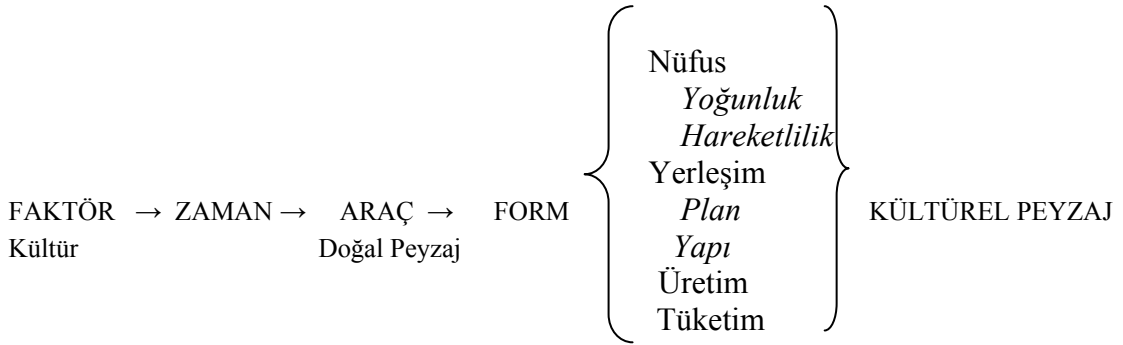 Nüfus
Yoğunluk
Hareketlilik
Yerleşim
FAKTÖR → ZAMAN → ARAÇ → FORM Plan KÜLTÜREL PEYZAJ
Kültür Doğal Peyzaj Yapı
Üretim
Tüketim